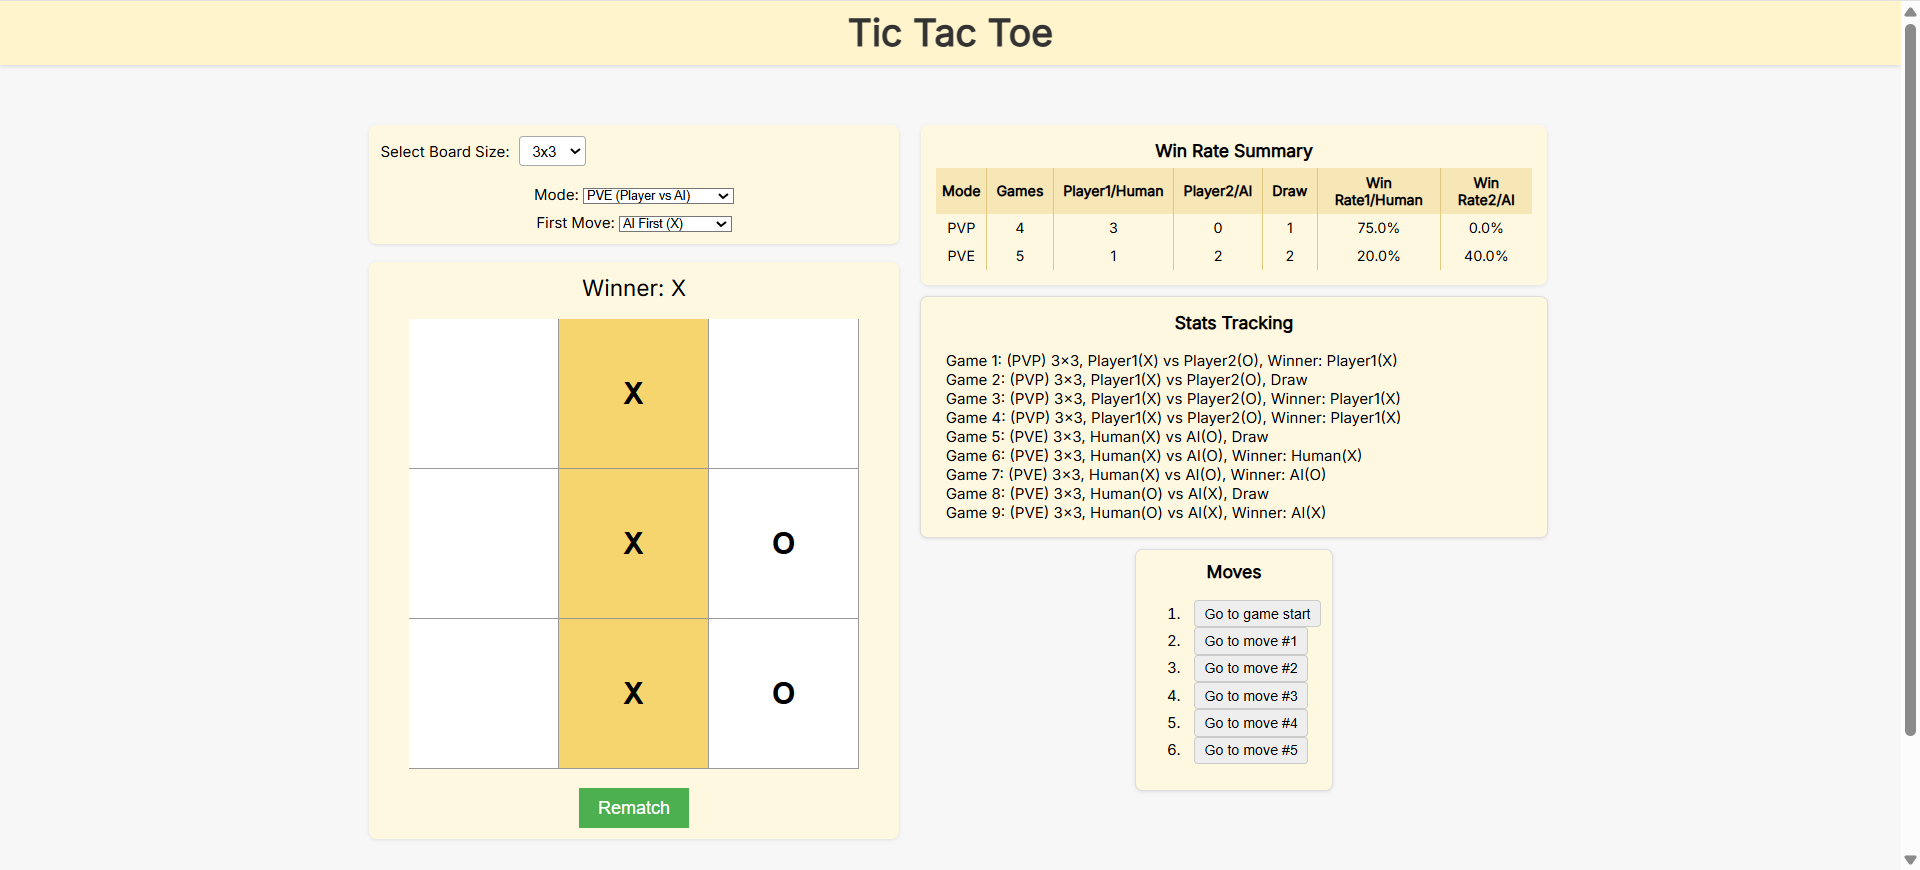 Tic Tac Toe
Select Board Size: 3x3
Mode: PVE (Player vs AI)
First Move: AI First (X)
Winner: X
X
X O
X O
Rematch
Win Rate Summary
Mode Games Player1/Human Player2/AI Draw Win Rate1/Human Win Rate2/AI
PVP 4 3 0 1 75.0% 0.0%
PVE 5 1 2 2 20.0% 40.0%
Stats Tracking
Game 1: (PVP) 3×3, Player1(X) vs Player2(O), Winner: Player1(X)
Game 2: (PVP) 3×3, Player1(X) vs Player2(O), Draw
Game 3: (PVP) 3×3, Player1(X) vs Player2(O), Winner: Player1(X)
Game 4: (PVP) 3×3, Player1(X) vs Player2(O), Winner: Player1(X)
Game 5: (PVE) 3×3, Human(X) vs AI(O), Draw
Game 6: (PVE) 3×3, Human(X) vs AI(O), Winner: Human(X)
Game 7: (PVE) 3×3, Human(X) vs AI(O), Winner: AI(O)
Game 8: (PVE) 3×3, Human(O) vs AI(X), Draw
Game 9: (PVE) 3×3, Human(O) vs AI(X), Winner: AI(X)
Moves
1. Go to game start
2. Go to move #1
3. Go to move #2
4. Go to move #3
5. Go to move #4
6. Go to move #5